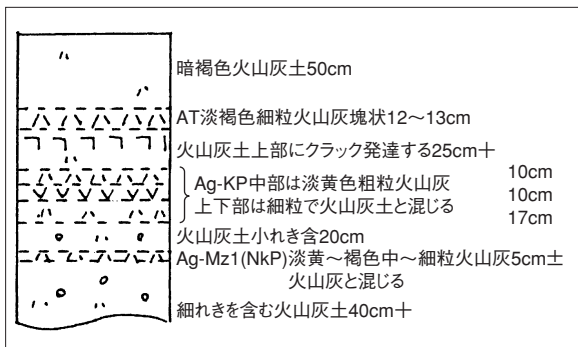 暗褐色火山灰土50cm
AT淡褐色細粒火山灰塊状12～13cm
火山灰土上部にクラック発達する25cm＋
Ag-KP中部は淡黄色粗粒火山灰
上下部は細粒で火山灰土と混じる
10cm
10cm
17cm
火山灰土小れき含20cm
Ag-Mz1(NkP)淡黄～褐色中～細粒火山灰5cm±
火山灰と混じる
細れきを含む火山灰土40cm＋